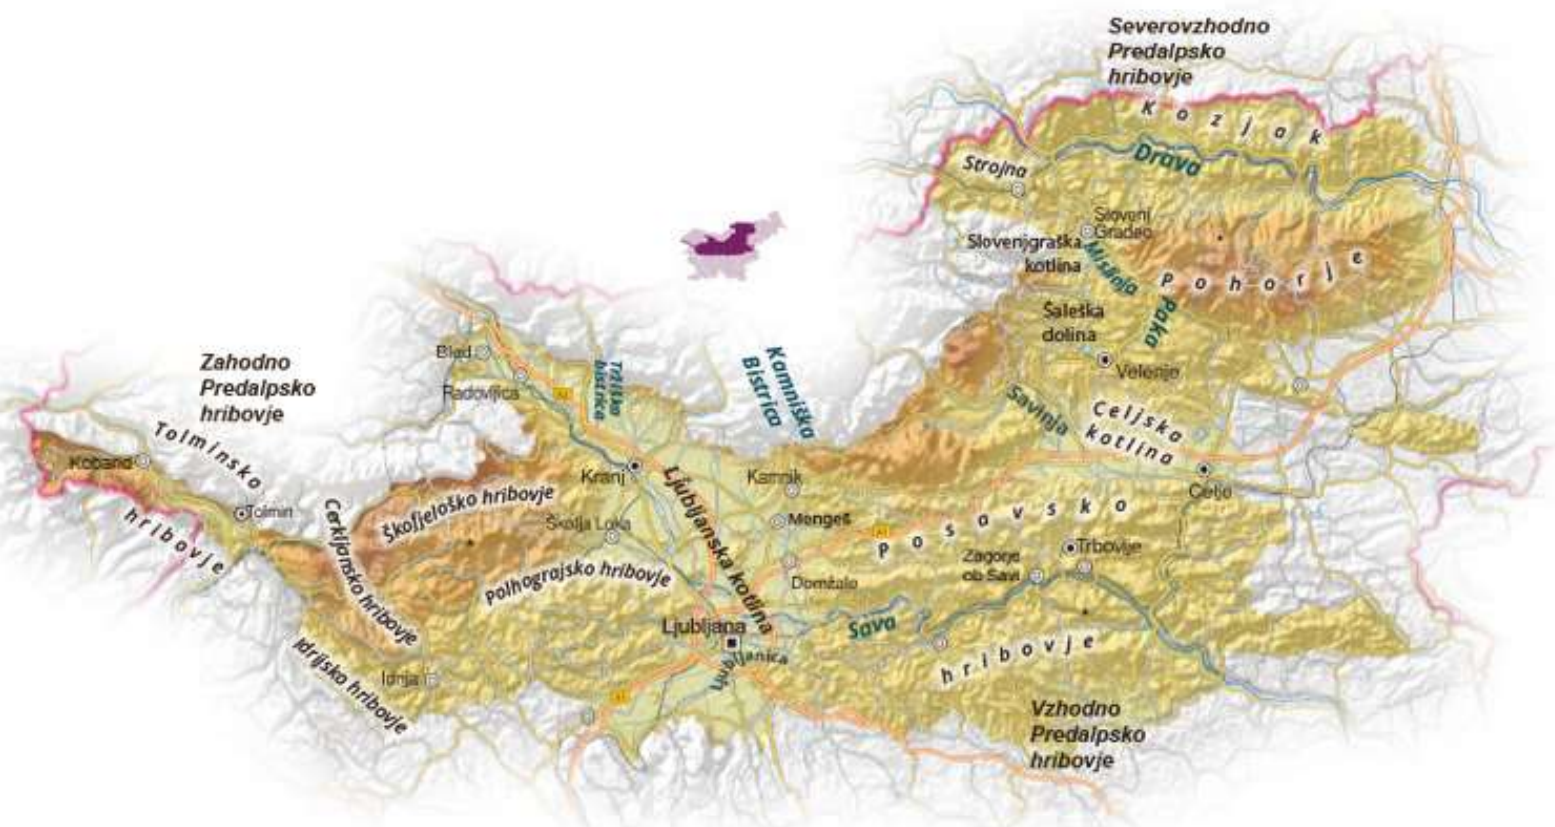 Severovzhodno
Predalpsko
hribovje
Kozjak
Drava
Strojna
Slovenj
Gradec
Slovenjgraška
kotlina
Mislinja
Pohorje
Paka
Šaleška
dolina
Velenje
Savinja
Celjska
kotlina
Celje
Zahodno
Predalpsko
hribovje
Bled
Radovljica
Tržiška
bistrica
Kamniška
Bistrica
Kobarid
Tolminsko
hribovje
Tolmin
Cerkljansko hribovje
Škofjeloško hribovje
Kranj
Škofja Loka
Polhograjsko hribovje
Ljubljanska kotlina
Kamnik
Mengeš
Domžale
A1
Posavsko
hribovje
Zagorje
ob Savi
Trbovlje
Sava
Ljubljana
Ljubljanica
A1
Idrija
Idrijsko hribovje
Vzhodno
Predalpsko
hribovje